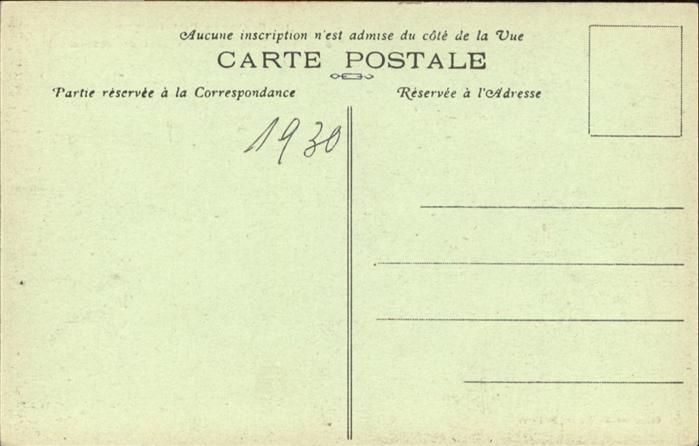 Aucune inscription n'est admise du côté de la Vue
CARTE POSTALE
Partie réservée à la Correspondance
Réservée à l'Adresse
1930